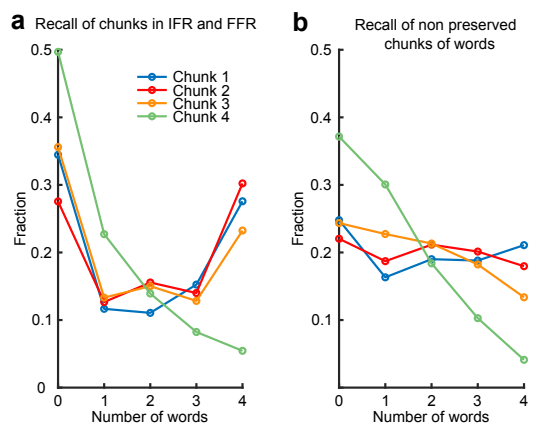 a
Recall of chunks in IFR and FFR
0.5
0.4
0.3
0.2
0.1
0
Fraction
Chunk 1
Chunk 2
Chunk 3
Chunk 4
0 1 2 3 4
Number of words
b
Recall of non preserved
chunks of words
0.5
0.4
0.3
0.2
0.1
Fraction
0 1 2 3 4
Number of words